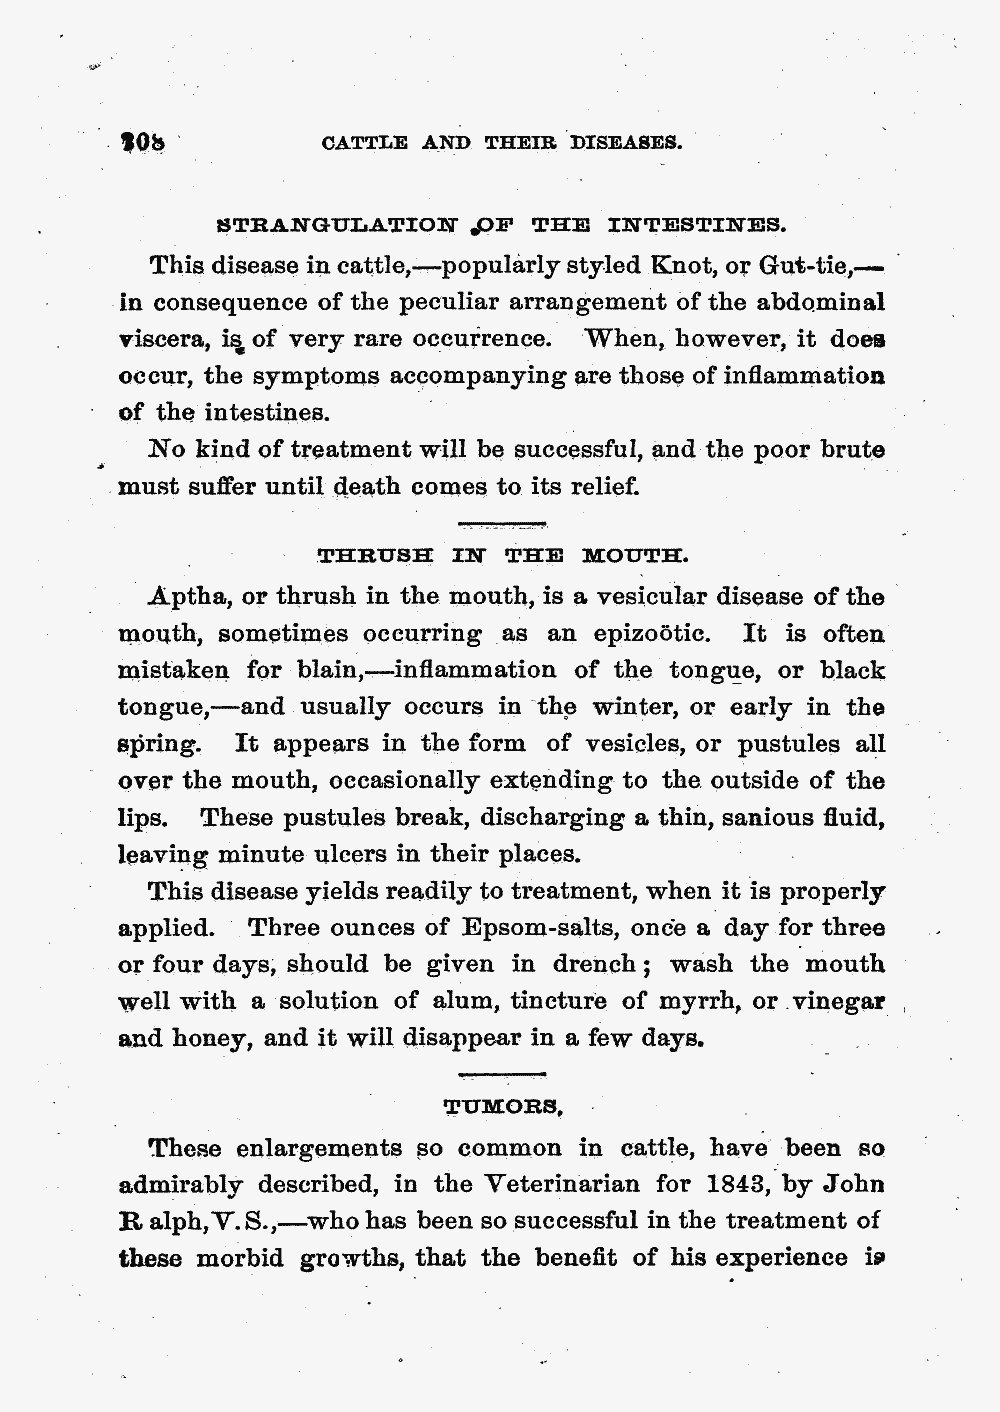 308 CATTLE AND THEIR DISEASES.
STRANGULATION OF THE INTESTINES.
This disease in cattle,—popularly styled Knot, or Gut-tie,—
in consequence of the peculiar arrangement of the abdominal
viscera, is of very rare occurrence. When, however, it does
occur, the symptoms accompanying are those of inflammation
of the intestines.
No kind of treatment will be successful, and the poor brute
must suffer until death comes to its relief.
THRUSH IN THE MOUTH.
Aptha, or thrush in the mouth, is a vesicular disease of the
mouth, sometimes occurring as an epizoötic. It is often
mistaken for blain,—inflammation of the tongue, or black
tongue,—and usually occurs in the winter, or early in the
spring. It appears in the form of vesicles, or pustules all
over the mouth, occasionally extending to the outside of the
lips. These pustules break, discharging a thin, sanious fluid,
leaving minute ulcers in their places.
This disease yields readily to treatment, when it is properly
applied. Three ounces of Epsom-salts, once a day for three
or four days, should be given in drench; wash the mouth
well with a solution of alum, tincture of myrrh, or vinegar
and honey, and it will disappear in a few days.
TUMORS,
These enlargements so common in cattle, have been so
admirably described, in the Veterinarian for 1843, by John
Ralph, V. S.,—who has been so successful in the treatment of
these morbid growths, that the benefit of his experience is